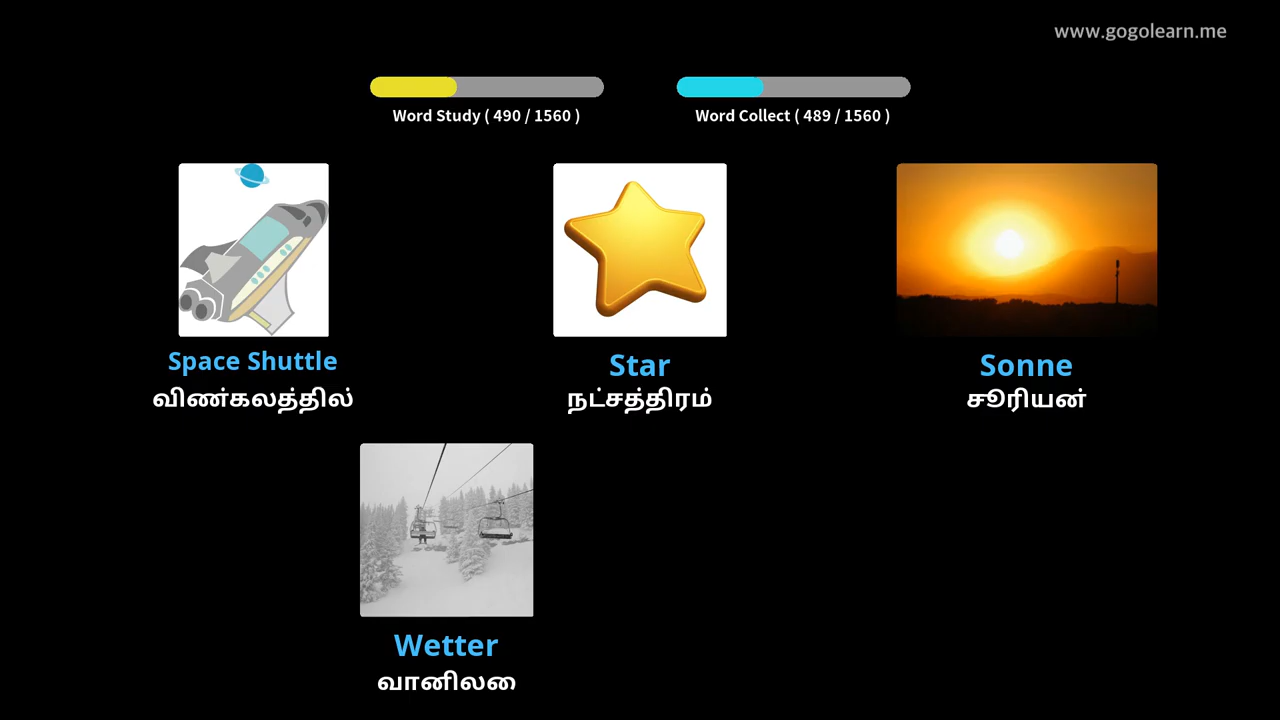 www.gogolearn.me
Word Study ( 490 / 1560 )
Word Collect ( 489 / 1560 )
Space Shuttle
Star
Sonne
விண்கலத்தில்
நட்சத்திரம்
சூரியன்
Wetter
வானிலை